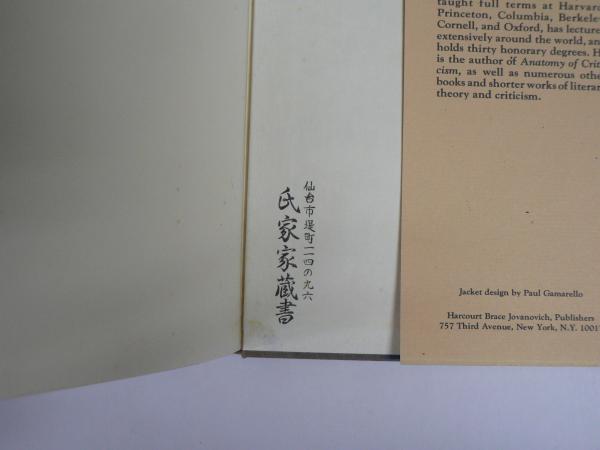 仙台市堤町一一四の九六
氏家家蔵書
taught full terms at Harvard
Princeton, Columbia, Berkele
Cornell, and Oxford, has lecture
extensively around the world, an
holds thirty honorary degrees. H
is the author of Anatomy of Crit
cism, as well as numerous othe
books and shorter works of literar
theory and criticism.
Jacket design by Paul Gamarello
Harcourt Brace Jovanovich, Publishers
757 Third Avenue, New York, N.Y. 1001